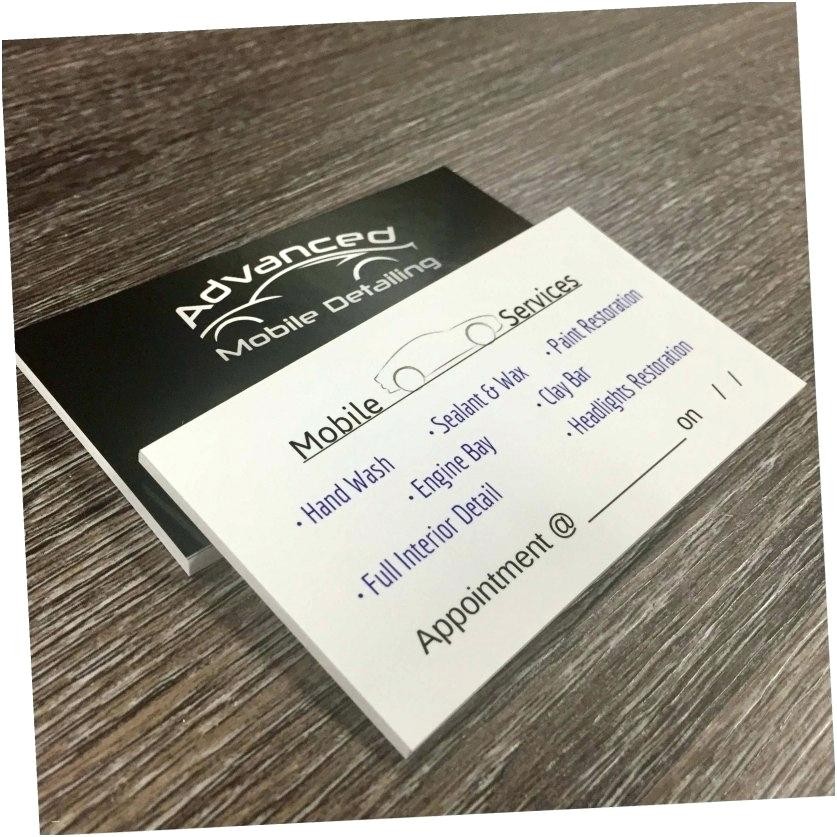 Advanced
Mobile Detailing
Mobile Services
· Hand Wash · Sealant & Wax · Paint Restoration
· Engine Bay · Clay Bar
· Full Interior Detail · Headlights Restoration
Appointment @ ________ on / /